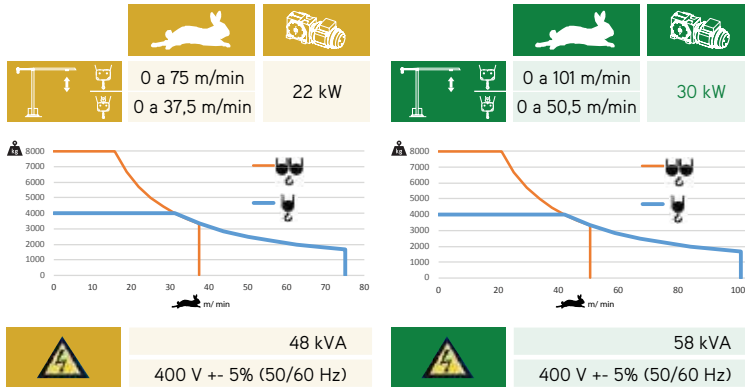 0 a 75 m/min
0 a 37,5 m/min
22 kW
kg
8000
7000
6000
5000
4000
3000
2000
1000
0
0 10 20 30 40 50 60 70 80
m/ min
48 kVA
400 V +- 5% (50/60 Hz)
0 a 101 m/min
0 a 50,5 m/min
30 kW
kg
8000
7000
6000
5000
4000
3000
2000
1000
0
0 20 40 60 80 100
m/ min
58 kVA
400 V +- 5% (50/60 Hz)